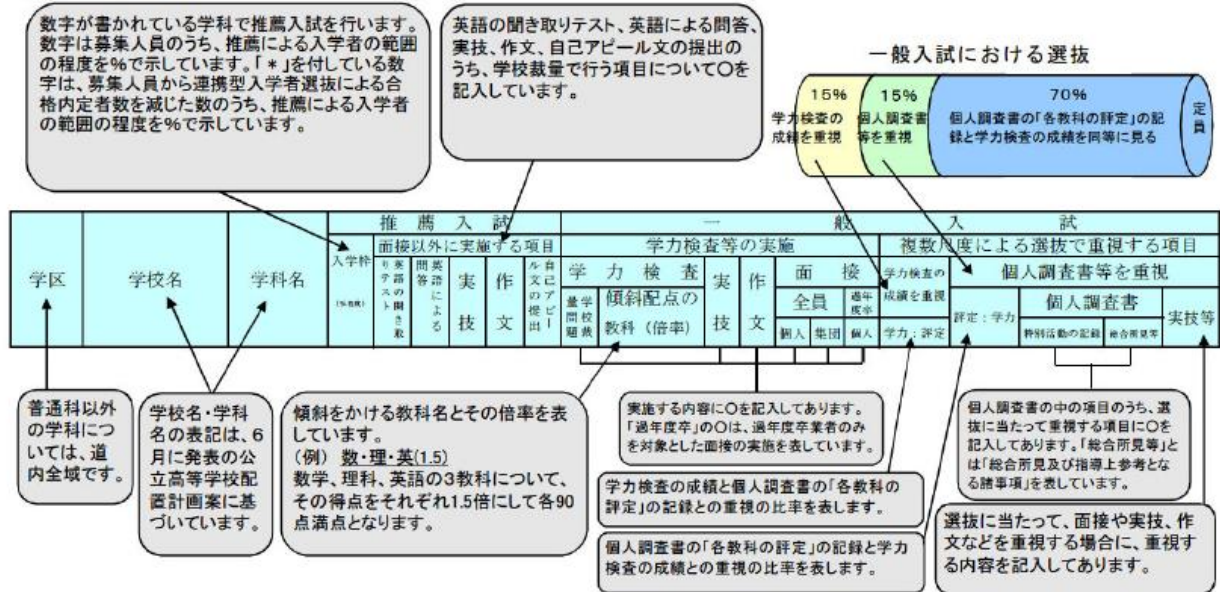 数字が書かれている学科で推薦入試を行います。
数字は募集人員のうち、推薦による入学者の範囲
の程度を%で示しています。「＊」を付している数
字は、募集人員から連携型入学者選抜による合
格内定者数を減じた数のうち、推薦による入学者
の範囲の程度を%で示しています。
英語の聞き取りテスト、英語による問答、
実技、作文、自己アピール文の提出の
うち、学校裁量で行う項目について〇を
記入しています。
一般入試における選抜
15%
学力検査の
成績を重視
15%
個人調査書
等を重視
70%
個人調査書の「各教科の評定」の記
録と学力検査の成績を同等に見る
定員
学区
学校名
学科名
推薦入試
入学枠
面接以外に実施する項目
英語の聞き取
りテスト
英語による
問答
実技
作文
自己アピー
ル文の提出
一般入試
学力検査等の実施
学力検査
学校裁
量問題
傾斜配点の
教科（倍率）
実技
作文
面接
全員
過年
度卒
個人
集団
個人
複数尺度による選抜で重視する項目
学力検査の
成績を重視
学力：評定
個人調査書等を重視
評定：学力
個人調査書
特別活動の記録
総合所見等
実技等
普通科以外
の学科につ
いては、道
内全域です。
学校名・学科
名の表記は、6
月に発表の公
立高等学校配
置計画案に基
づいています。
傾斜をかける教科名とその倍率を表
しています。
（例） 数・理・英(1.5)
数学、理科、英語の3教科について、
その得点をそれぞれ1.5倍にして各90
点満点となります。
実施する内容に〇を記入してあります。
「過年度卒」の〇は、過年度卒業者のみ
を対象とした面接の実施を表しています。
学力検査の成績と個人調査書の「各教科の
評定」の記録との重視の比率を表します。
個人調査書の「各教科の評定」の記録と学力
検査の成績との重視の比率を表します。
個人調査書の中の項目のうち、選
抜に当たって重視する項目に〇を
記入してあります。「総合所見等」と
は「総合所見及び指導上参考とな
る諸事項」を表しています。
選抜に当たって、面接や実技、作
文などを重視する場合に、重視す
る内容を記入してあります。